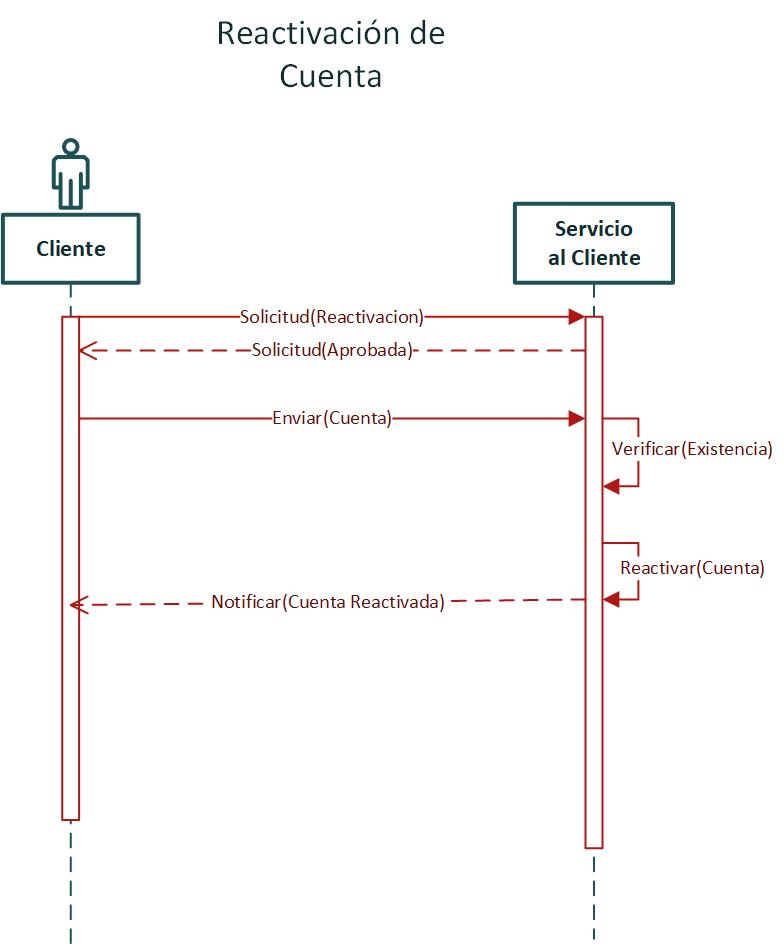 Reactivación de
Cuenta
Cliente
Servicio
al Cliente
Solicitud(Reactivacion)
Solicitud(Aprobada)
Enviar(Cuenta)
Verificar(Existencia)
Reactivar(Cuenta)
Notificar(Cuenta Reactivada)